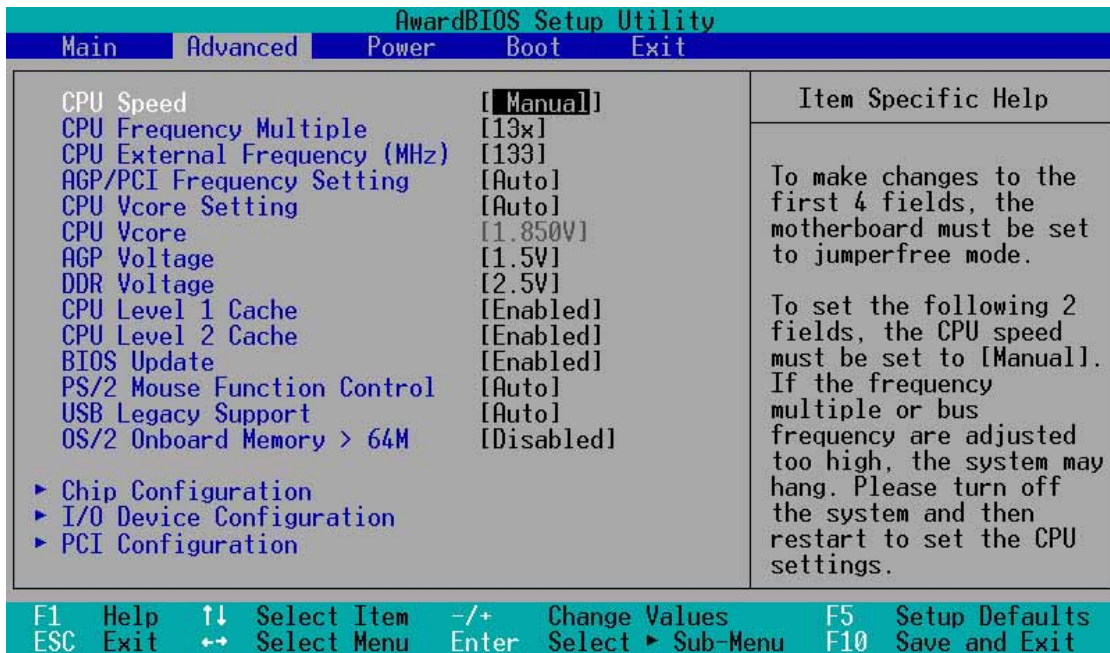 AwardBIOS Setup Utility
Main Advanced Power Boot Exit
CPU Speed [ Manual]
CPU Frequency Multiple [13x]
CPU External Frequency (MHz) [133]
AGP/PCI Frequency Setting [Auto]
CPU Vcore Setting [Auto]
CPU Vcore [1.850V]
AGP Voltage [1.5V]
DDR Voltage [2.5V]
CPU Level 1 Cache [Enabled]
CPU Level 2 Cache [Enabled]
BIOS Update [Enabled]
PS/2 Mouse Function Control [Auto]
USB Legacy Support [Auto]
OS/2 Onboard Memory > 64M [Disabled]
► Chip Configuration
► I/O Device Configuration
► PCI Configuration
Item Specific Help
To make changes to the
first 4 fields, the
motherboard must be set
to jumperfree mode.
To set the following 2
fields, the CPU speed
must be set to [Manual].
If the frequency
multiple or bus
frequency are adjusted
too high, the system may
hang. Please turn off
the system and then
restart to set the CPU
settings.
F1 Help ↑↓ Select Item -/+ Change Values F5 Setup Defaults
ESC Exit ←→ Select Menu Enter Select ► Sub-Menu F10 Save and Exit